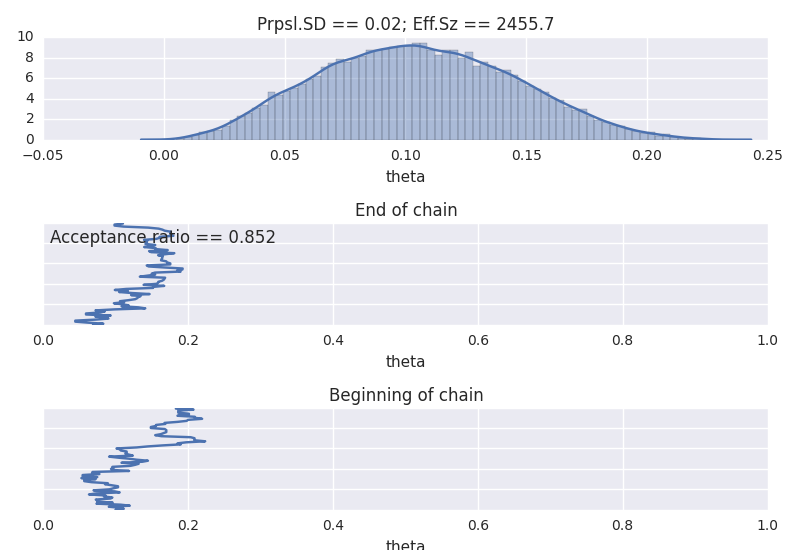 Prpsl.SD == 0.02; Eff.Sz == 2455.7
10
8
6
4
2
0
−0.05 0.00 0.05 0.10 0.15 0.20 0.25
theta
End of chain
Acceptance ratio == 0.852
0.0 0.2 0.4 0.6 0.8 1.0
theta
Beginning of chain
0.0 0.2 0.4 0.6 0.8 1.0
theta